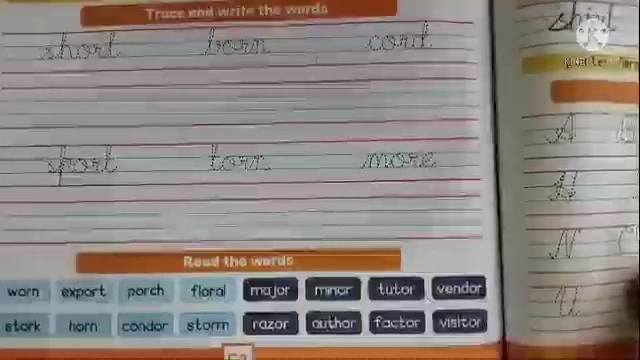 Trace and write the words
short born cord
sport torn more
Read the words
worn export porch floral major minor tutor vendor
stork horn condor storm razor author factor visitor
shirt
A
H
N
U